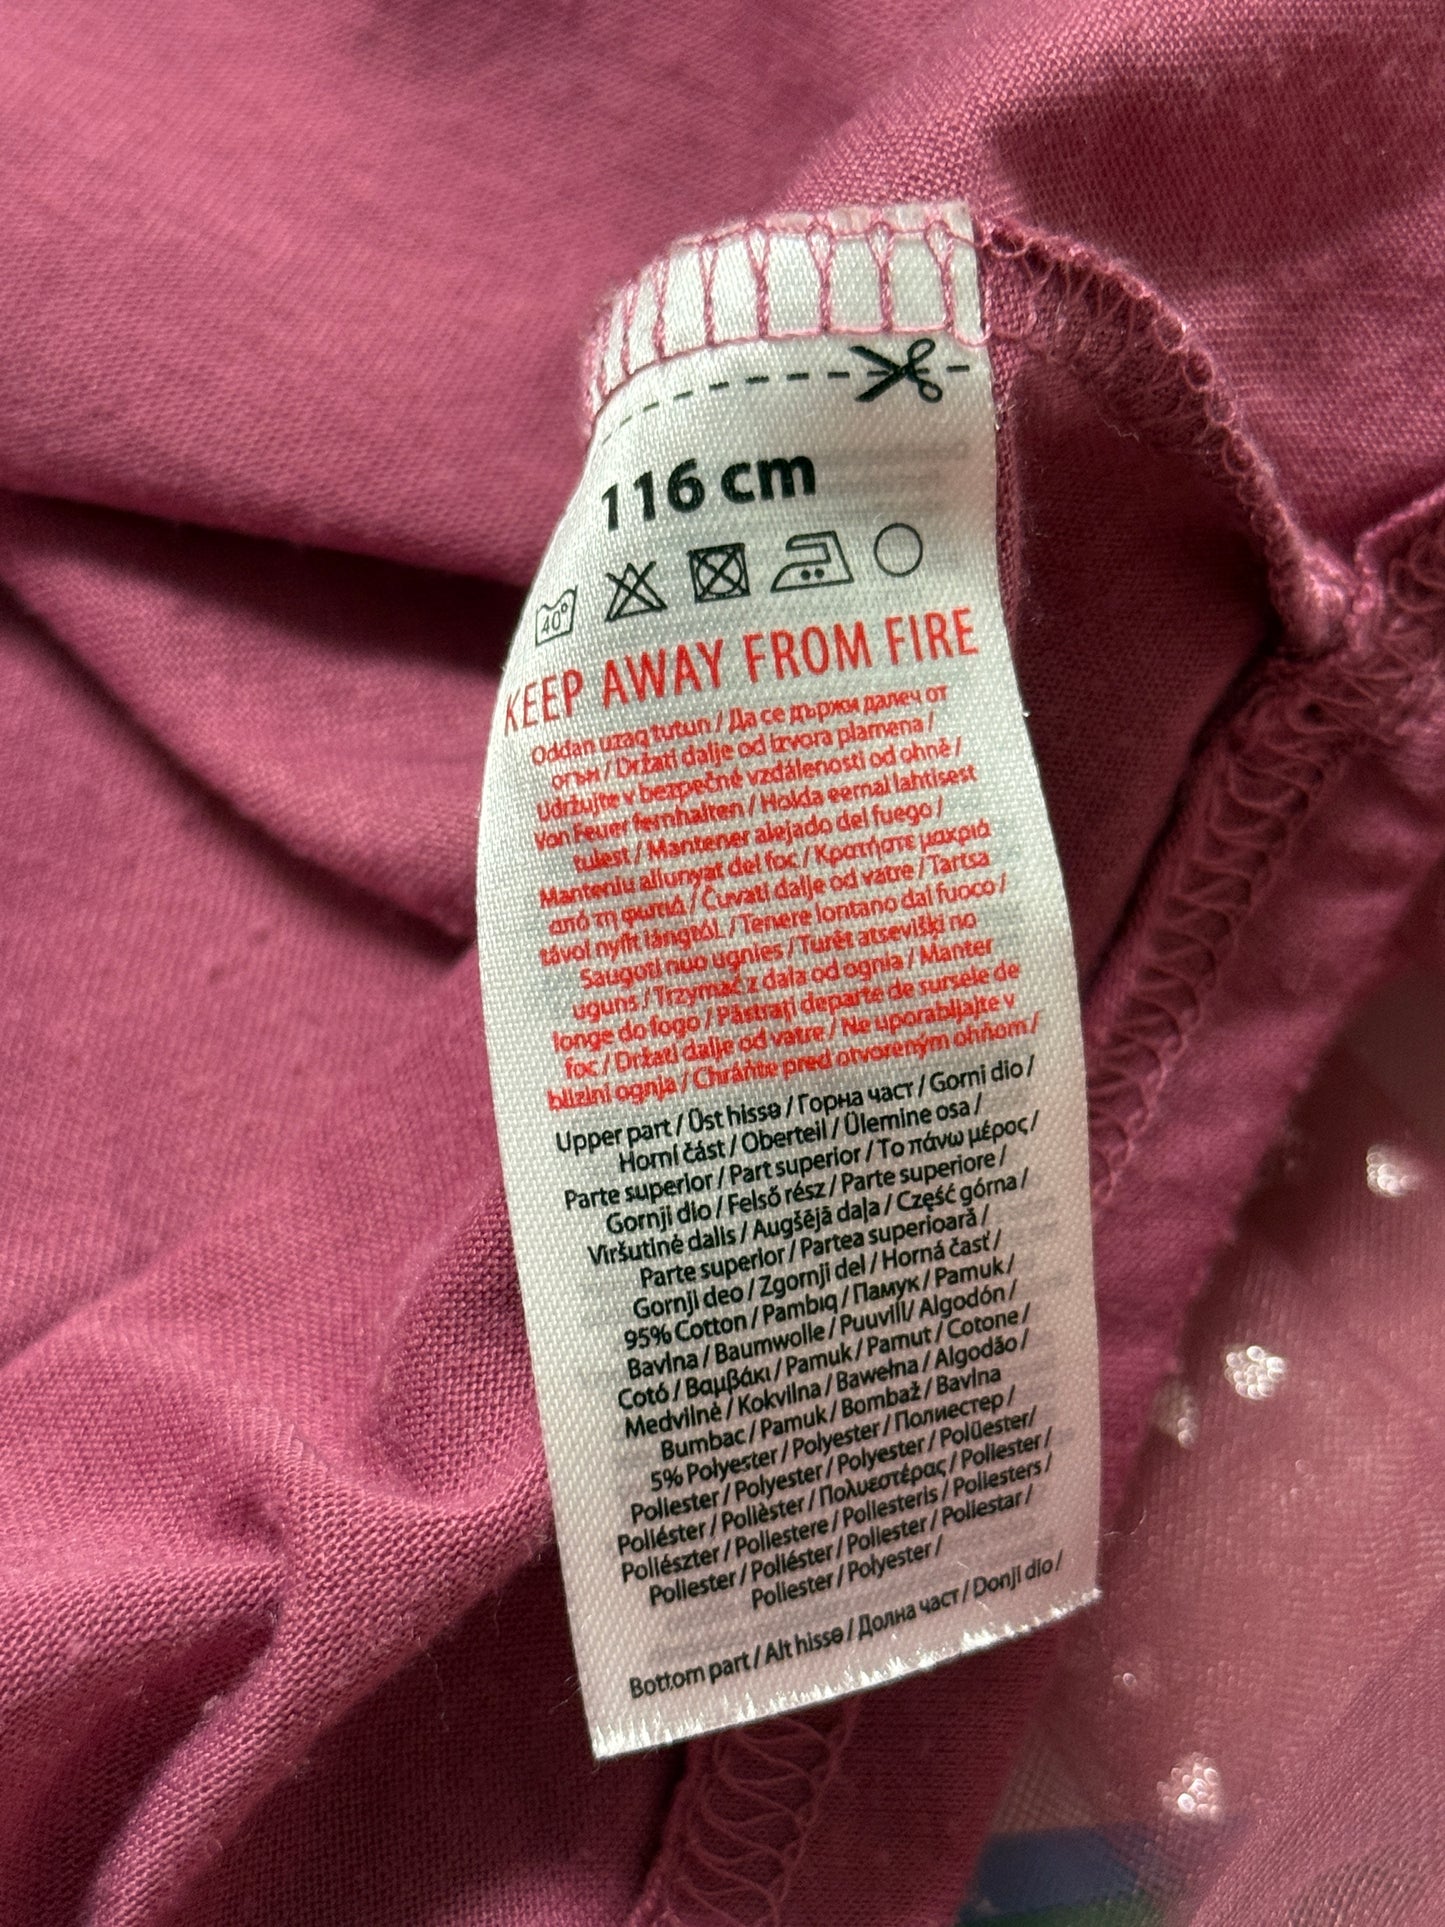 116 cm
40°
KEEP AWAY FROM FIRE
Oddan uzaq tutun / Да се държи далеч от
огън / Držati dalje od izvora plamena /
Udržujte v bezpečné vzdálenosti od ohně /
Von Feuer fernhalten / Hoida eemal lahtisest
tulest / Mantener alejado del fuego /
Manteniu allunyat del foc / Κρατήστε μακριά
από τη φωτιά / Čuvati dalje od vatre / Tartsa
távol nyílt lángtól. / Tenere lontano dal fuoco /
Saugoti nuo ugnies / Turēt atsevišķi no
uguns / Trzymać z dala od ognia / Manter
longe do fogo / Păstrați departe de sursele de
foc / Držati dalje od vatre / Ne uporabljajte v
bližini ognja / Chráňte pred otvoreným ohňom /
Upper part / Üst hissə / Горна част / Gorni dio /
Horní část / Oberteil / Ülemine osa /
Parte superior / Part superior / Το πάνω μέρος /
Gornji dio / Felső rész / Parte superiore /
Viršutinė dalis / Augšējā daļa / Część górna /
Parte superior / Partea superioară /
Gornji deo / Zgornji del / Horná časť /
95% Cotton / Pambıq / Памук / Pamuk /
Bavlna / Baumwolle / Puuvill / Algodón /
Cotó / Βαμβάκι / Pamuk / Pamut / Cotone /
Medvilnė / Kokvilna / Bawełna / Algodão /
Bumbac / Pamuk / Bombaž / Bavlna
5% Polyester / Polyester / Полиестер /
Poliester / Polyester / Polyester / Polüester /
Poliéster / Polièster / Πολυεστέρας / Poliester /
Poliészter / Poliestere / Poliesteris / Poliesters /
Poliester / Poliéster / Poliester / Poliestar /
Poliester / Polyester /
Bottom part / Alt hissə / Долна част / Donji dio /